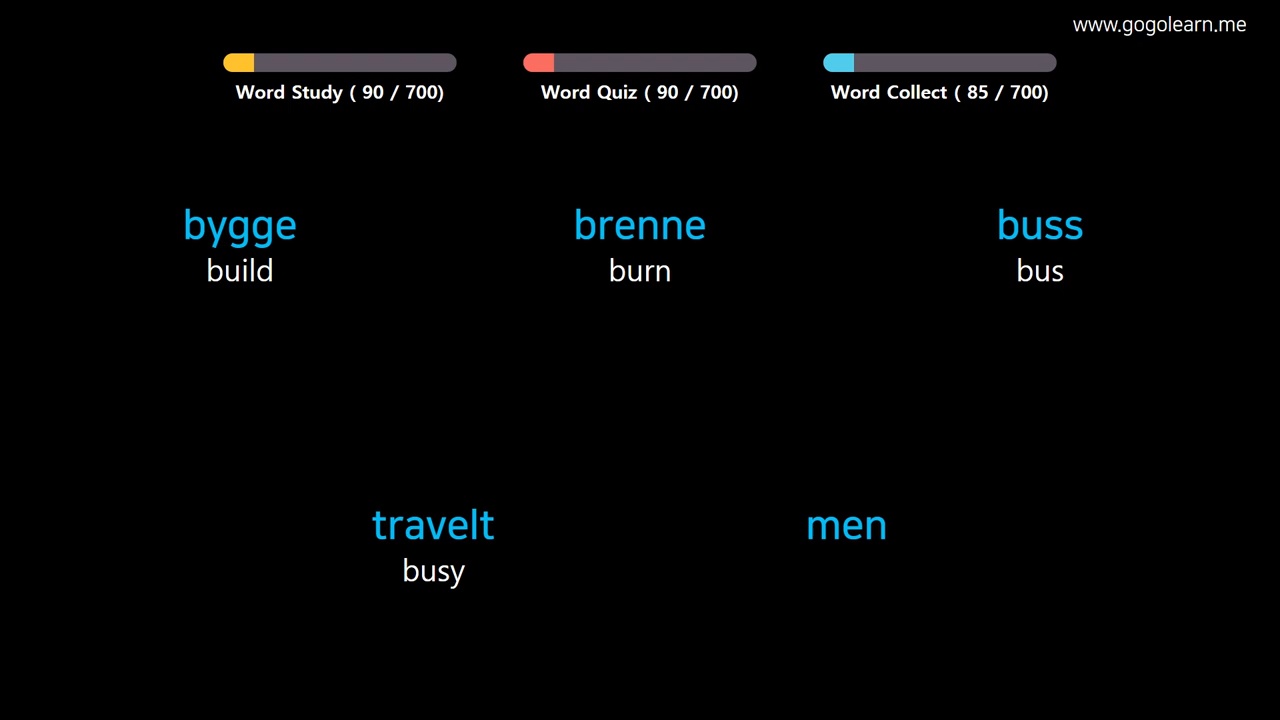 www.gogolearn.me
Word Study ( 90 / 700)
Word Quiz ( 90 / 700)
Word Collect ( 85 / 700)
bygge
build
brenne
burn
buss
bus
travelt
busy
men